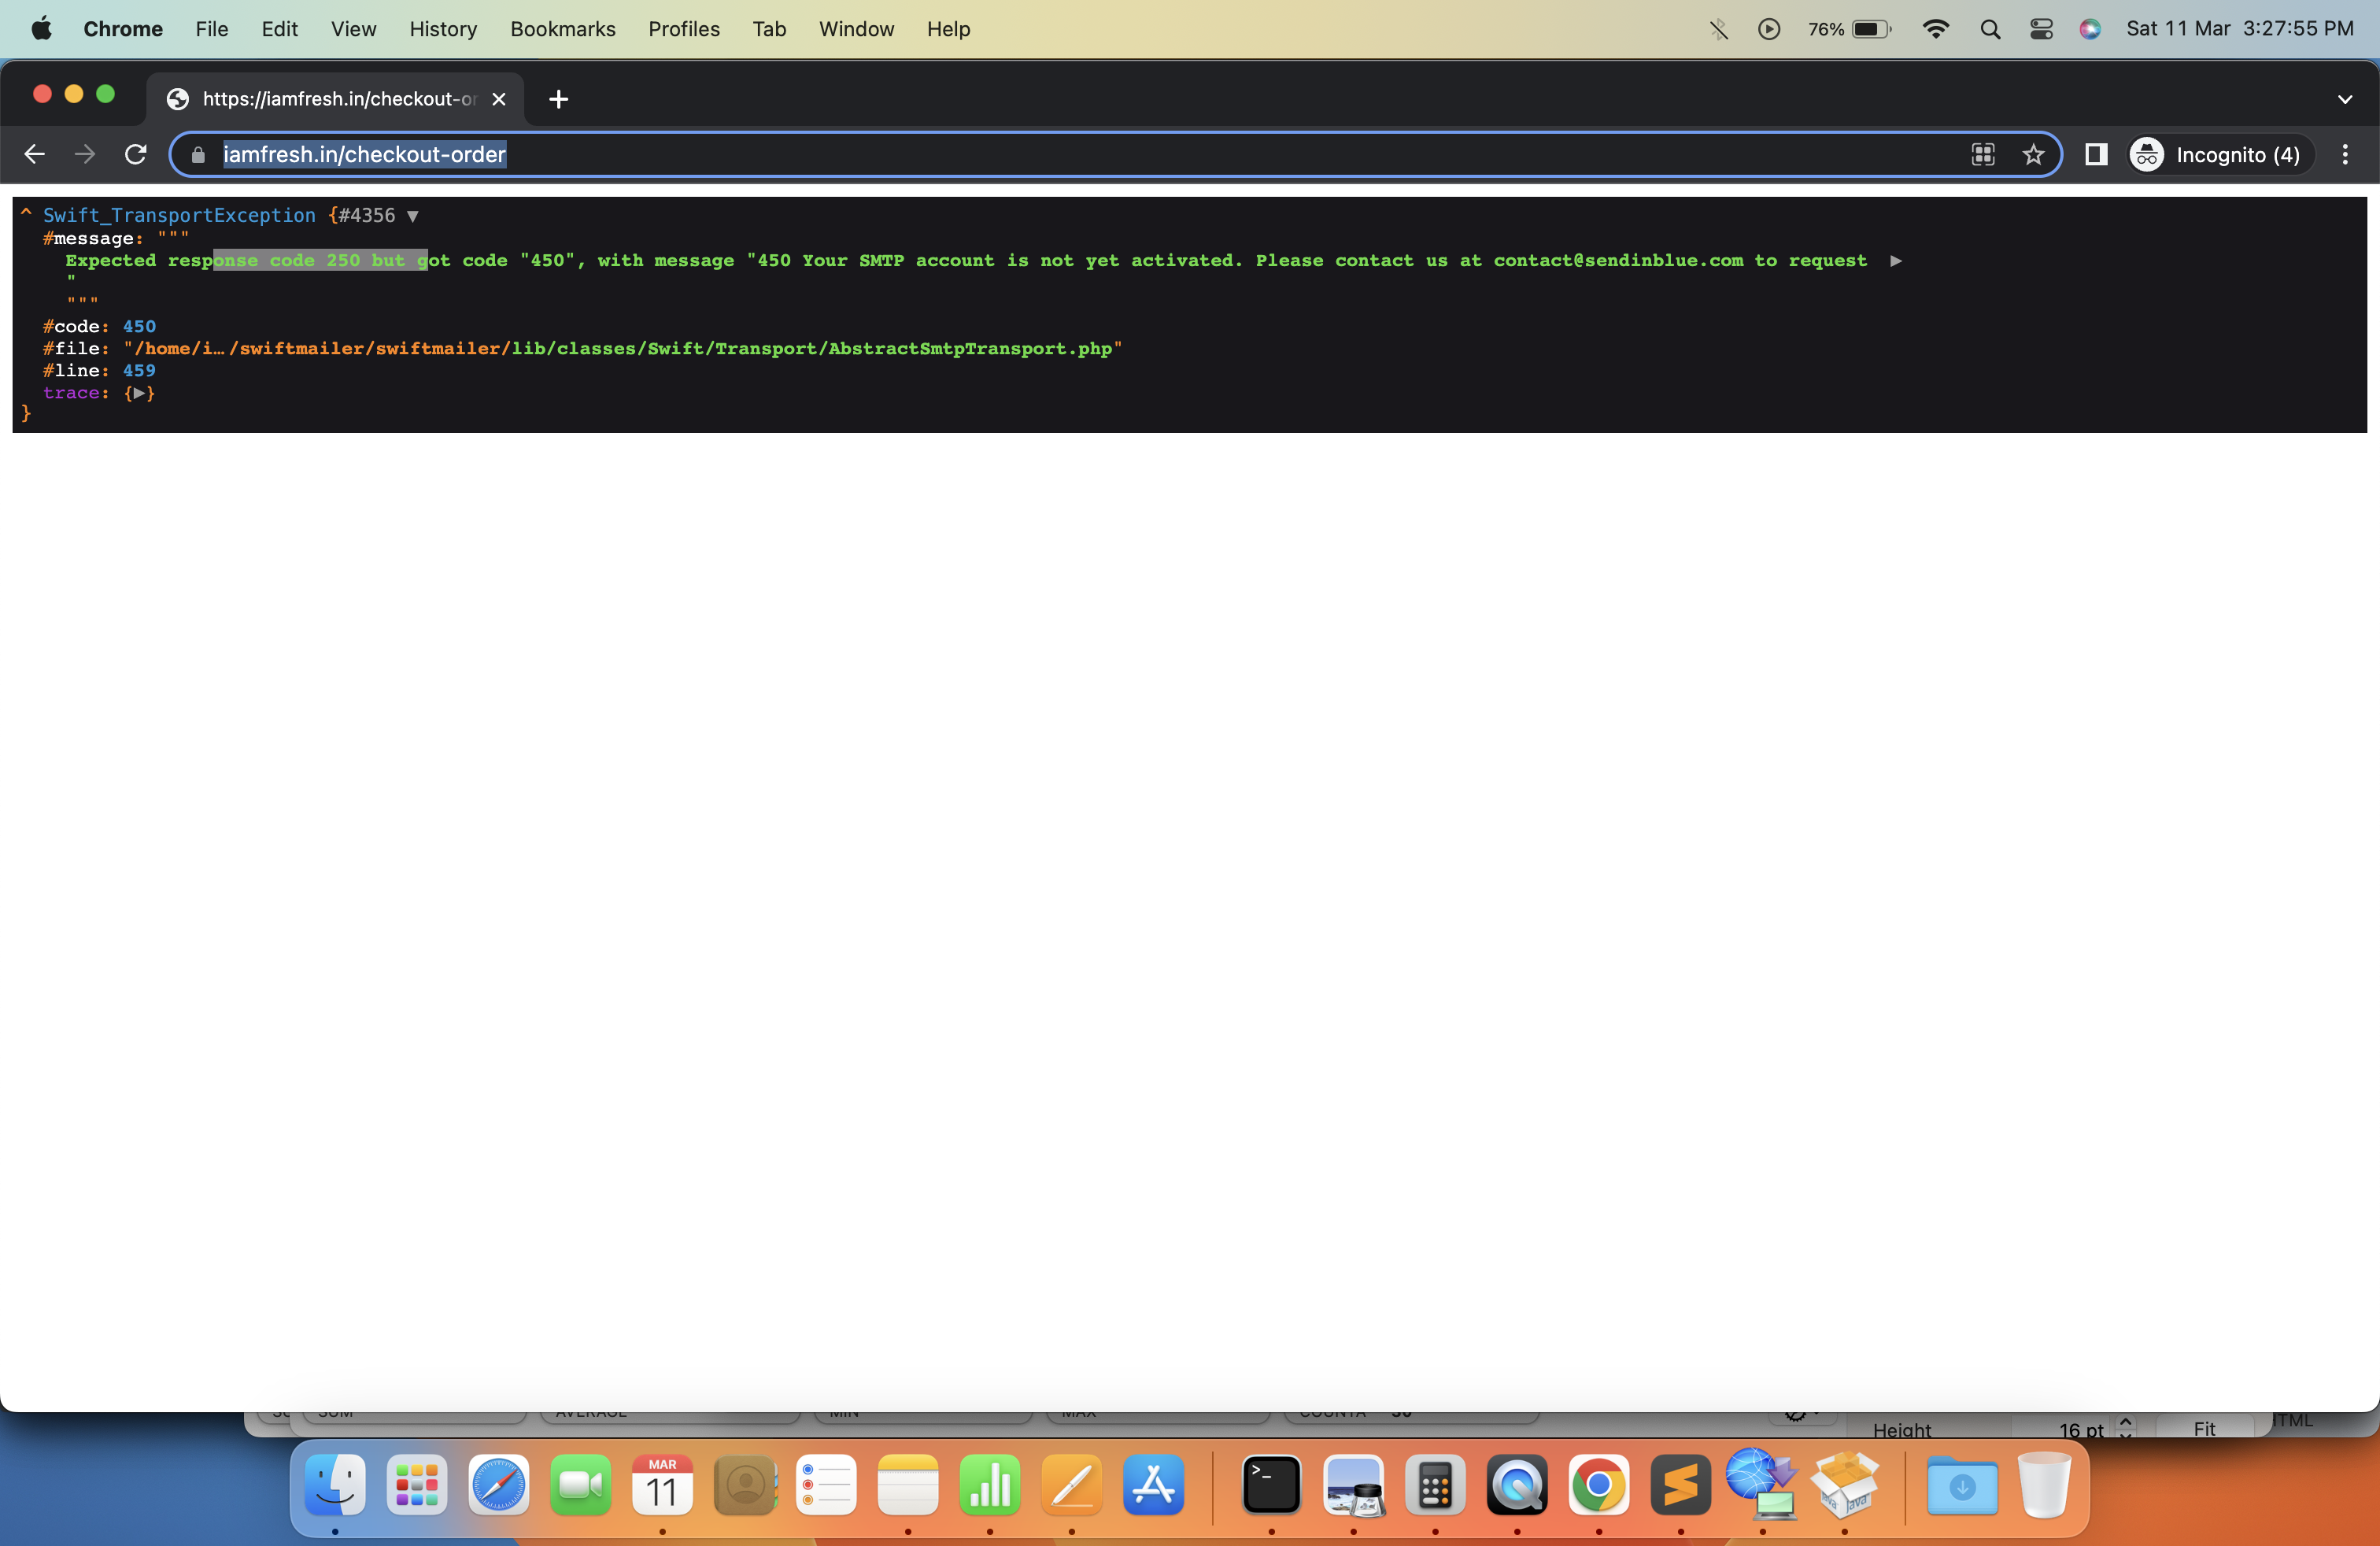 Chrome File Edit View History Bookmarks Profiles Tab Window Help 76% Sat 11 Mar 3:27:55 PM
https://iamfresh.in/checkout-or
iamfresh.in/checkout-order Incognito (4)
^ Swift_TransportException {#4356 ▼
#message: """
Expected response code 250 but got code "450", with message "450 Your SMTP account is not yet activated. Please contact us at contact@sendinblue.com to request ▶
"
"""
#code: 450
#file: "/home/i…/swiftmailer/swiftmailer/lib/classes/Swift/Transport/AbstractSmtpTransport.php"
#line: 459
trace: {▶}
}
SUM AVERAGE MIN MAX COUNTA 30
Height 16 pt Fit
MAR
11
>_